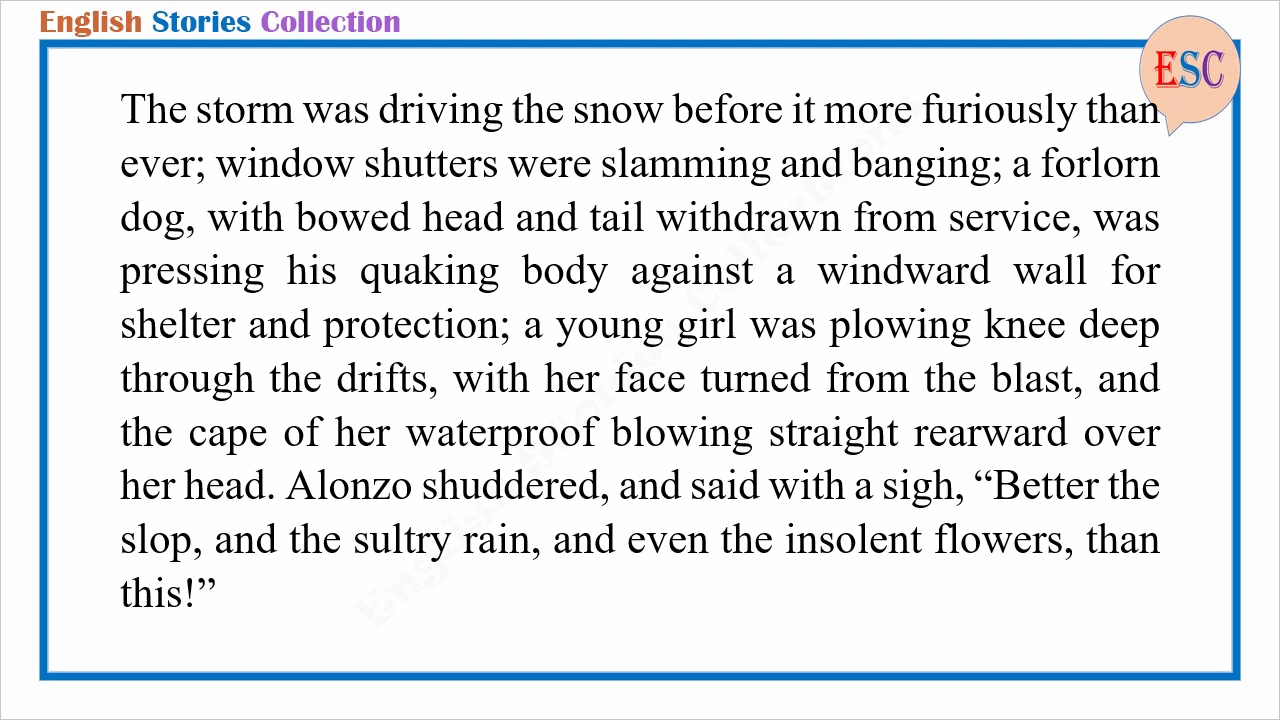 English Stories Collection
ESC
The storm was driving the snow before it more furiously than
ever; window shutters were slamming and banging; a forlorn
dog, with bowed head and tail withdrawn from service, was
pressing his quaking body against a windward wall for
shelter and protection; a young girl was plowing knee deep
through the drifts, with her face turned from the blast, and
the cape of her waterproof blowing straight rearward over
her head. Alonzo shuddered, and said with a sigh, “Better the
slop, and the sultry rain, and even the insolent flowers, than
this!”